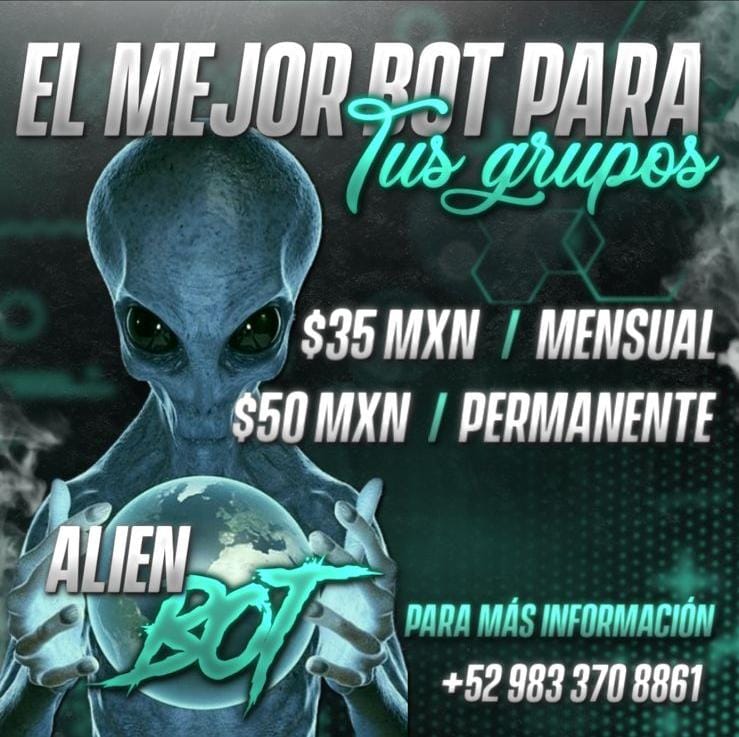 EL MEJOR BOT PARA
Tus grupos
$35 MXN / MENSUAL
$50 MXN / PERMANENTE
ALIEN
BOT
PARA MÁS INFORMACIÓN
+52 983 370 8861